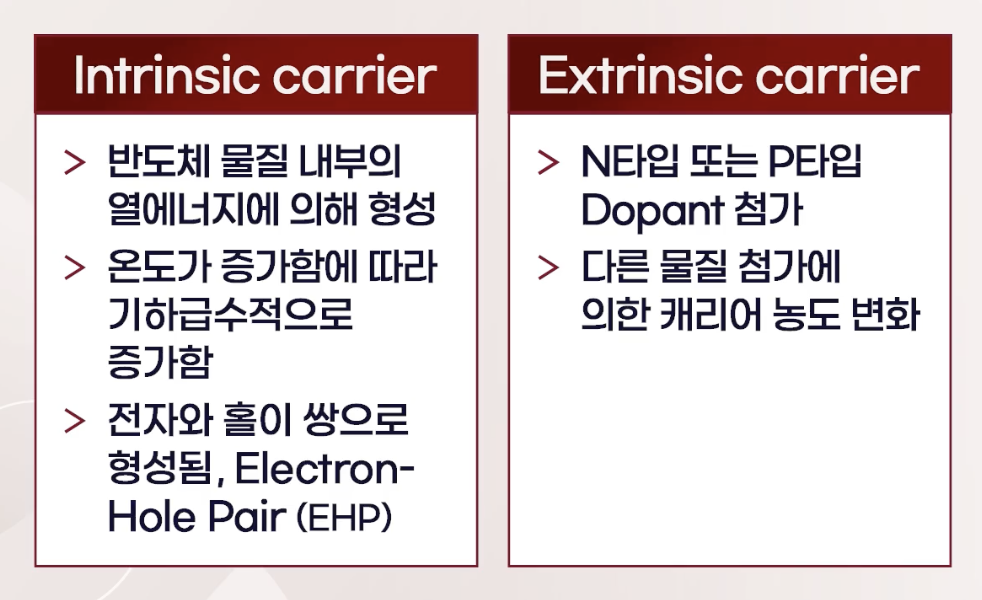 Intrinsic carrier
> 반도체 물질 내부의
열에너지에 의해 형성
> 온도가 증가함에 따라
기하급수적으로
증가함
> 전자와 홀이 쌍으로
형성됨, Electron-
Hole Pair (EHP)
Extrinsic carrier
> N타입 또는 P타입
Dopant 첨가
> 다른 물질 첨가에
의한 캐리어 농도 변화